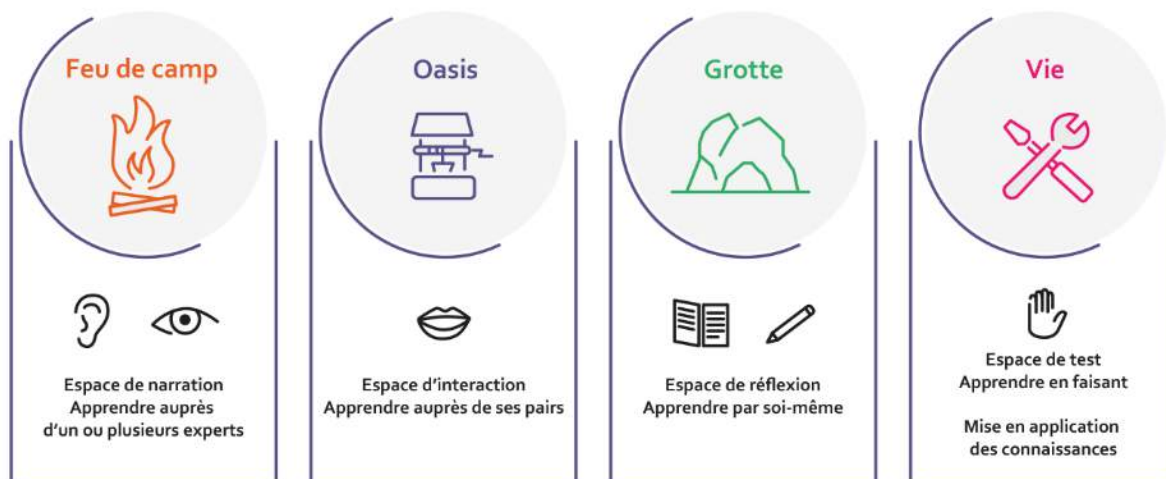 Feu de camp
Espace de narration
Apprendre auprès
d'un ou plusieurs experts
Oasis
Espace d'interaction
Apprendre auprès de ses pairs
Grotte
Espace de réflexion
Apprendre par soi-même
Vie
Espace de test
Apprendre en faisant
Mise en application
des connaissances